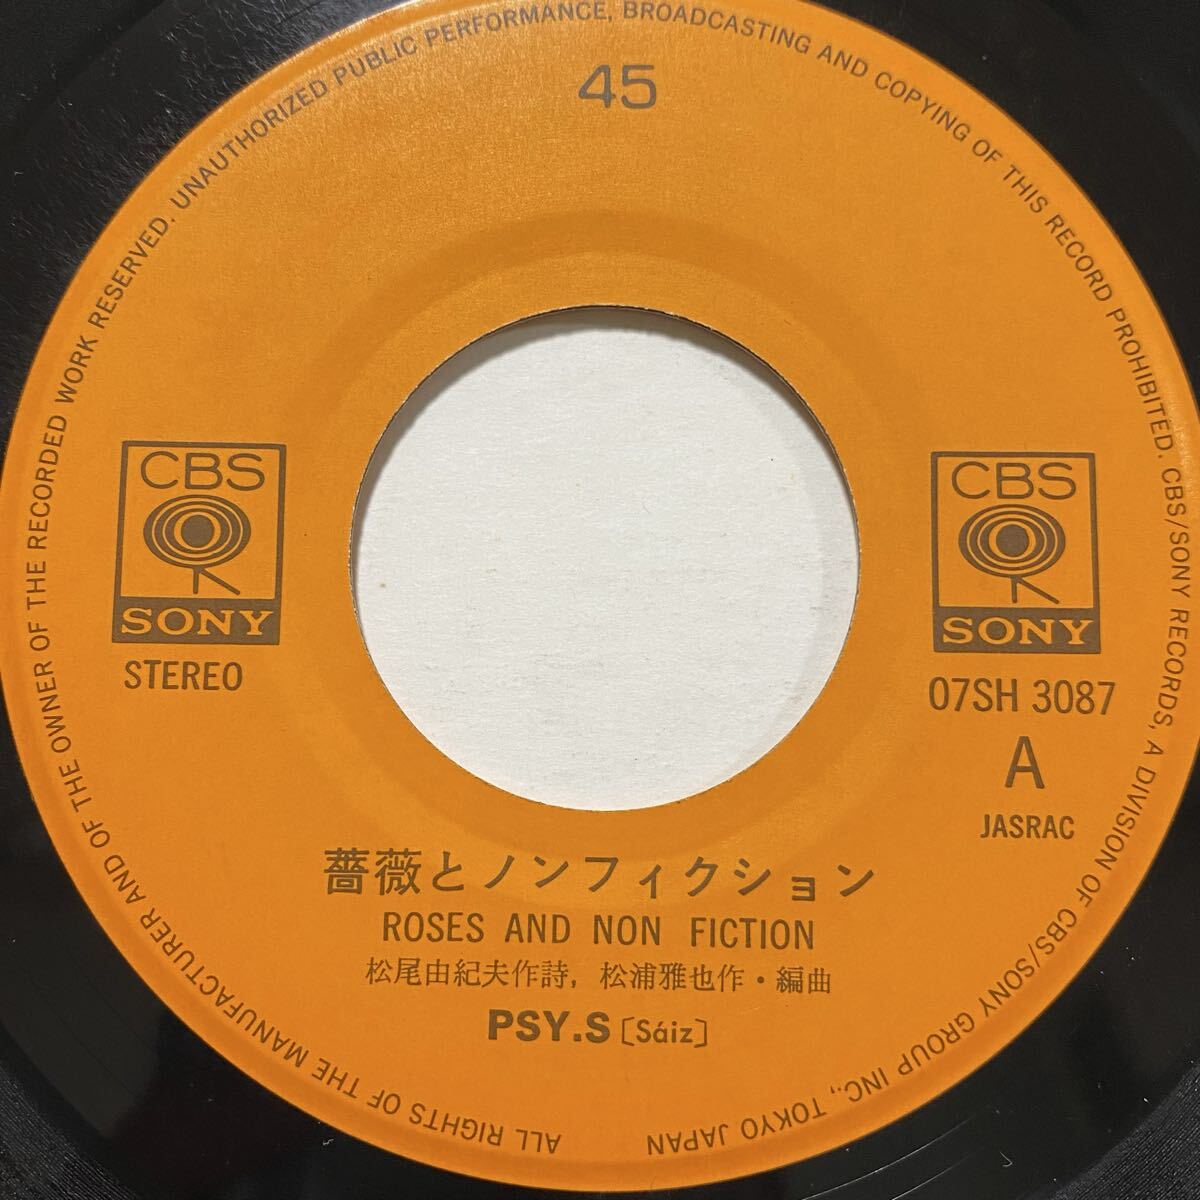 ALL RIGHTS OF THE MANUFACTURER AND OF THE OWNER OF THE RECORDED WORK RESERVED. UNAUTHORIZED PUBLIC PERFORMANCE, BROADCASTING AND COPYING OF THIS RECORD PROHIBITED. CBS/SONY RECORDS, A DIVISION OF CBS/SONY GROUP INC., TOKYO JAPAN
45
CBS
SONY
STEREO
CBS
SONY
07SH 3087
A
JASRAC
薔薇とノンフィクション
ROSES AND NON FICTION
松尾由紀夫作詩, 松浦雅也作・編曲
PSY.S [Sáiz]